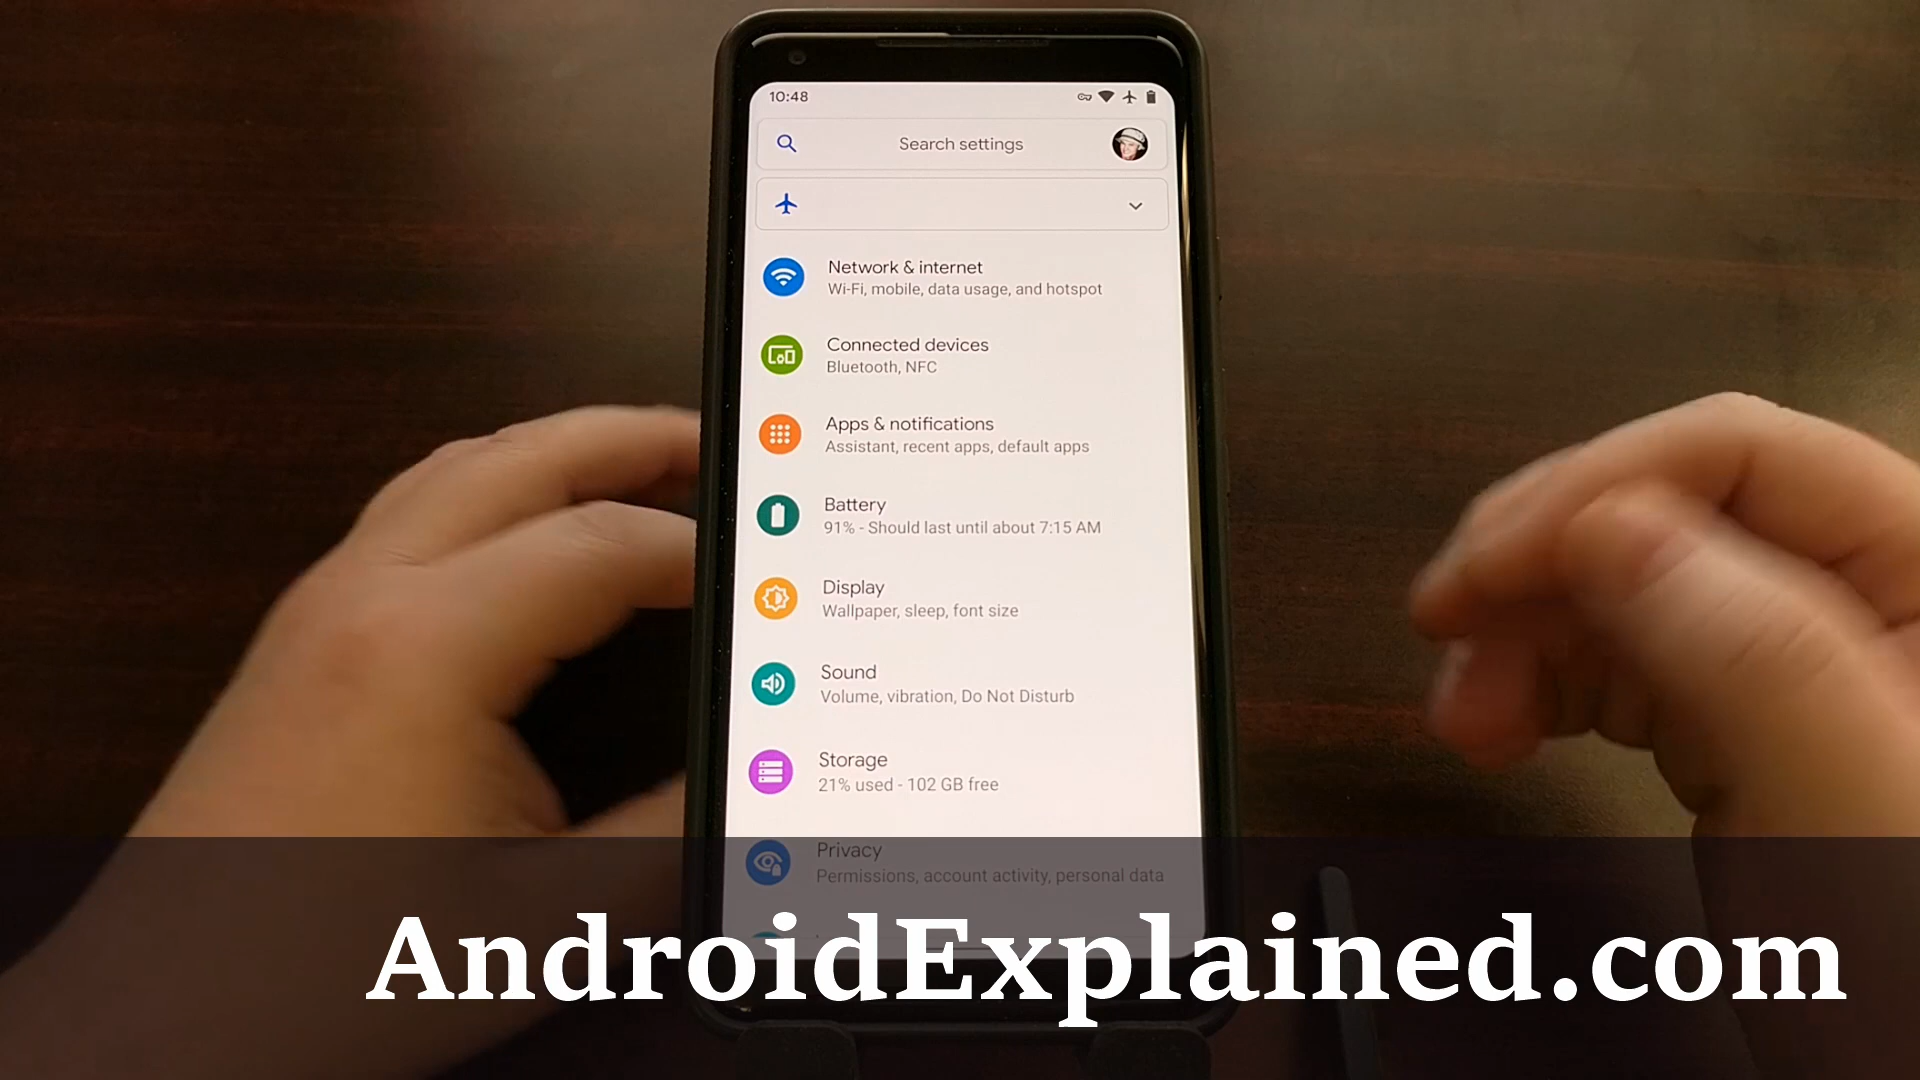 10:48
Search settings
Network & internet
Wi-Fi, mobile, data usage, and hotspot
Connected devices
Bluetooth, NFC
Apps & notifications
Assistant, recent apps, default apps
Battery
91% - Should last until about 7:15 AM
Display
Wallpaper, sleep, font size
Sound
Volume, vibration, Do Not Disturb
Storage
21% used - 102 GB free
Privacy
Permissions, account activity, personal data
AndroidExplained.com